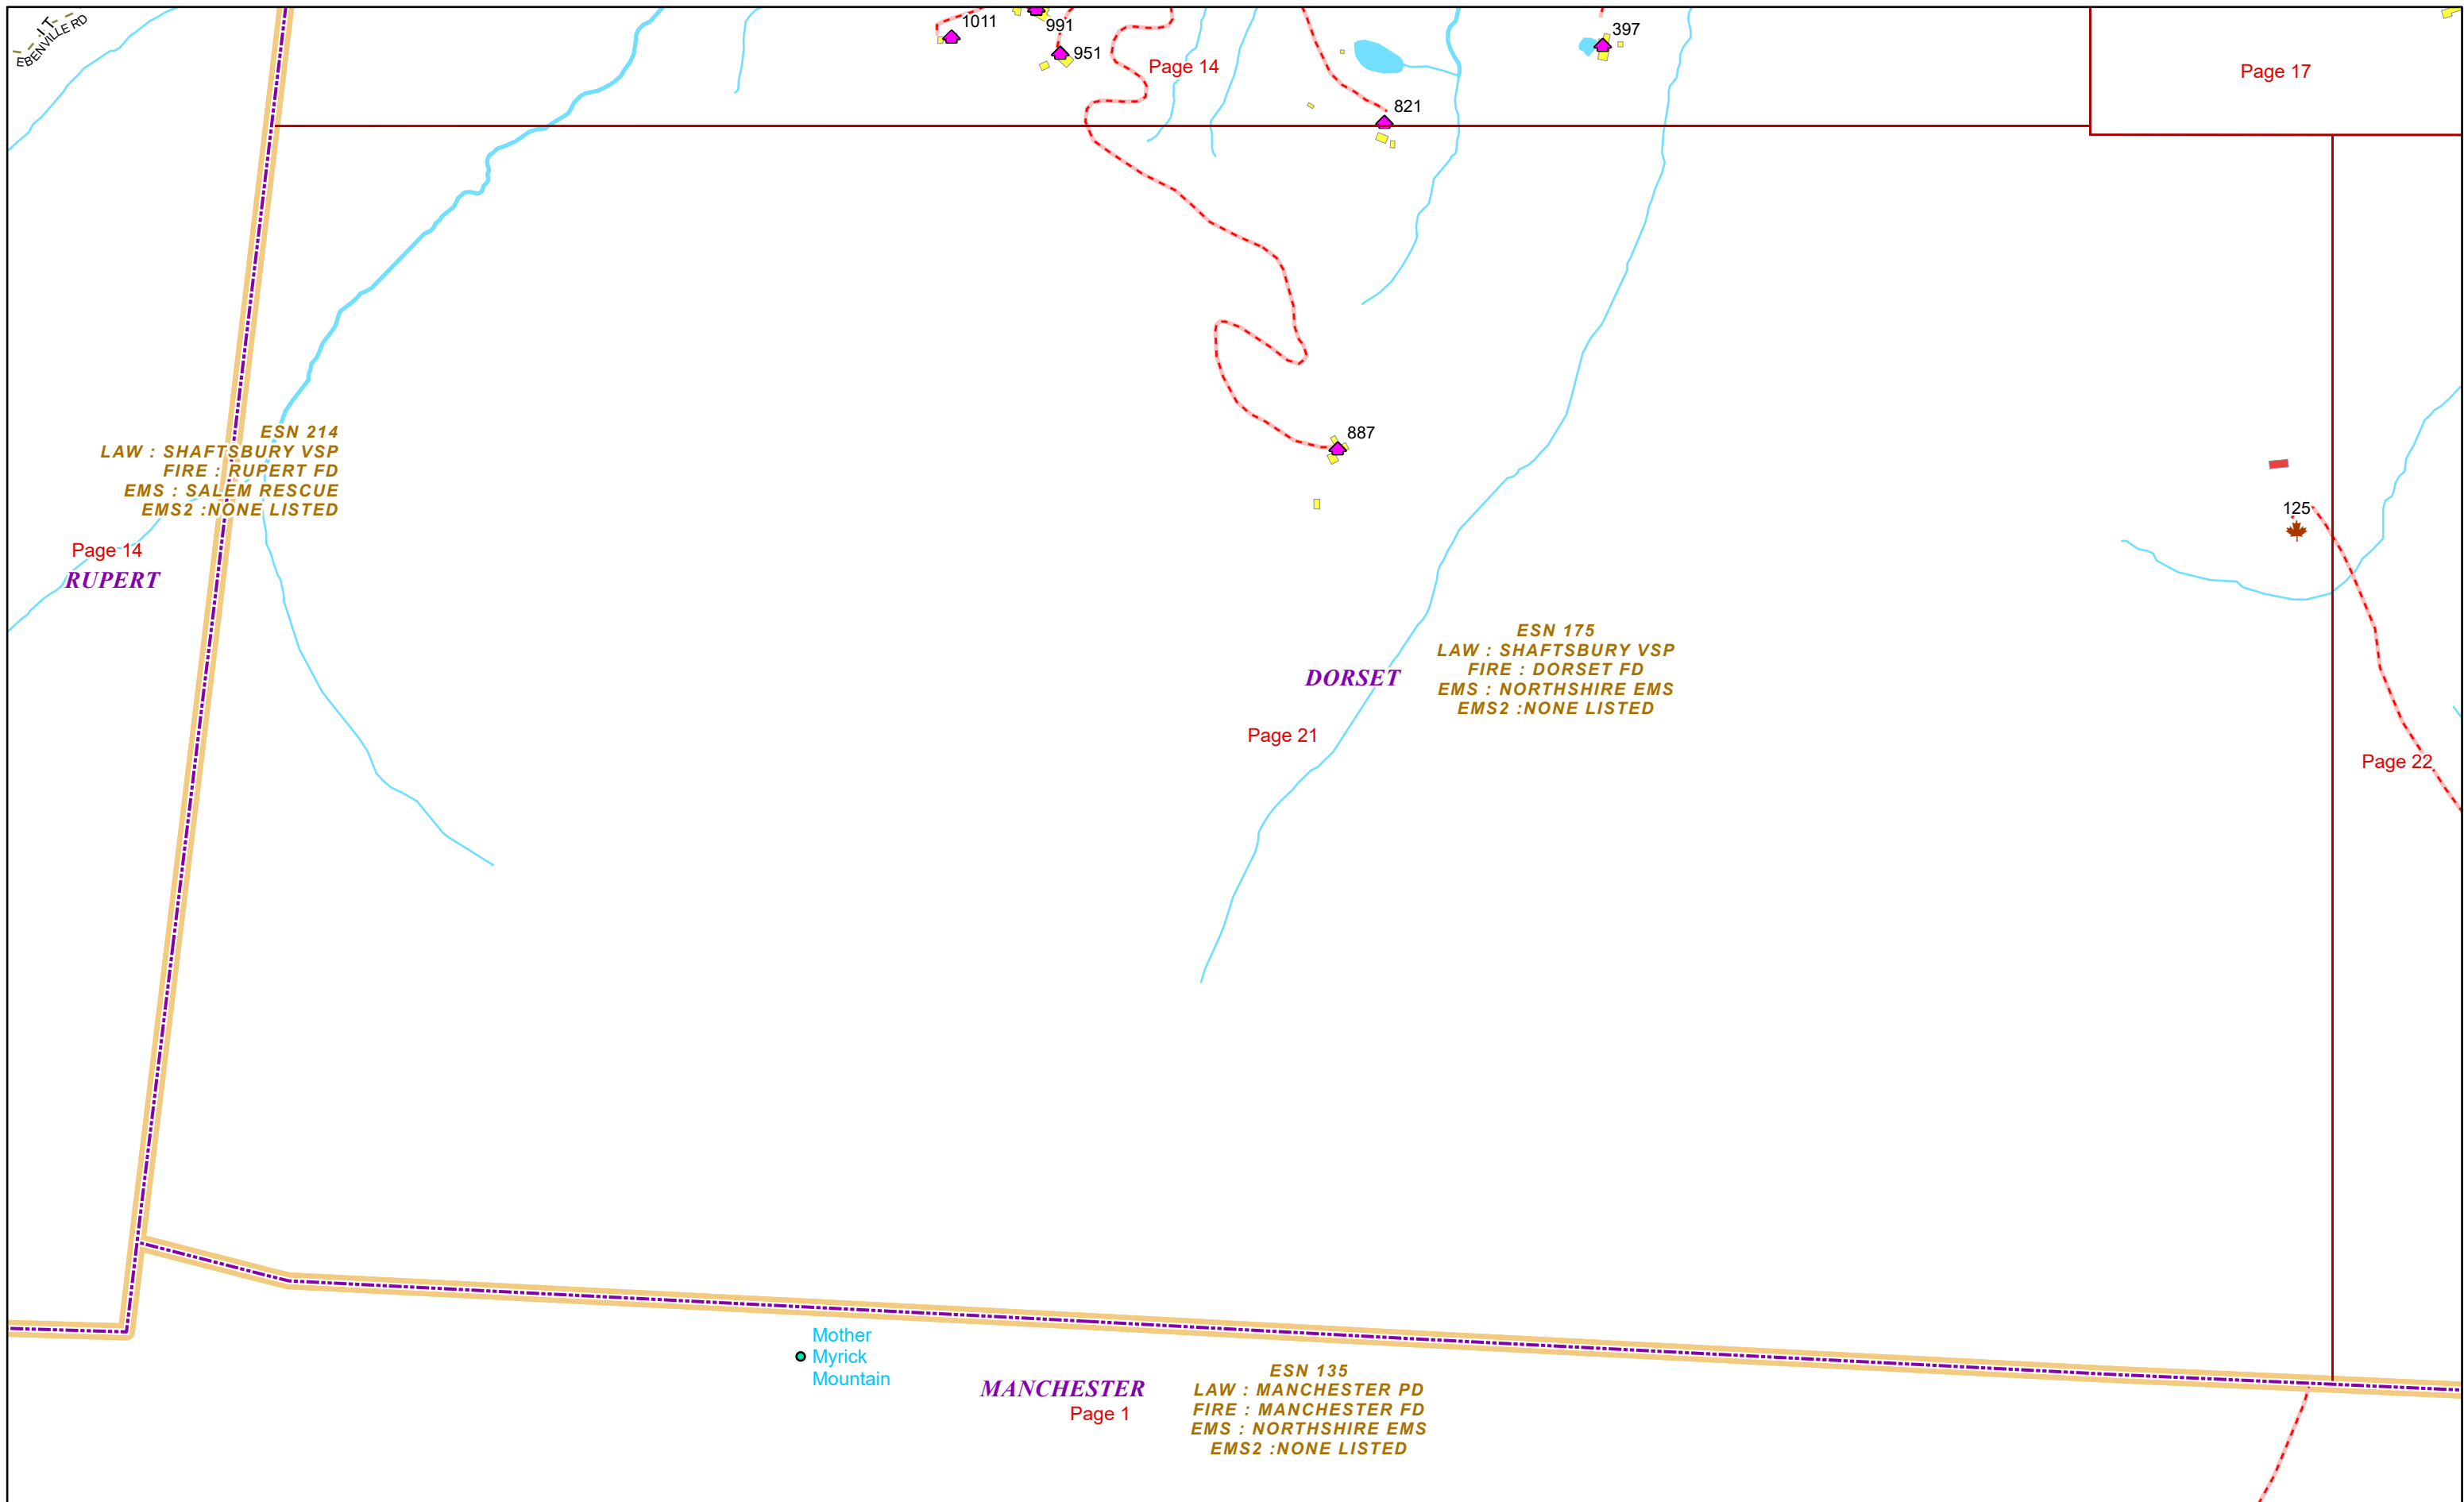 1011
991
951
397
Page 14
Page 17
821
EBENVILLE RD
T
887
ESN 214
LAW : SHAFTSBURY VSP
FIRE : RUPERT FD
EMS : SALEM RESCUE
EMS2 :NONE LISTED
Page 14
RUPERT
125
ESN 175
LAW : SHAFTSBURY VSP
FIRE : DORSET FD
EMS : NORTHSHIRE EMS
EMS2 :NONE LISTED
DORSET
Page 21
Page 22
Mother
Myrick
Mountain
MANCHESTER
Page 1
ESN 135
LAW : MANCHESTER PD
FIRE : MANCHESTER FD
EMS : NORTHSHIRE EMS
EMS2 :NONE LISTED